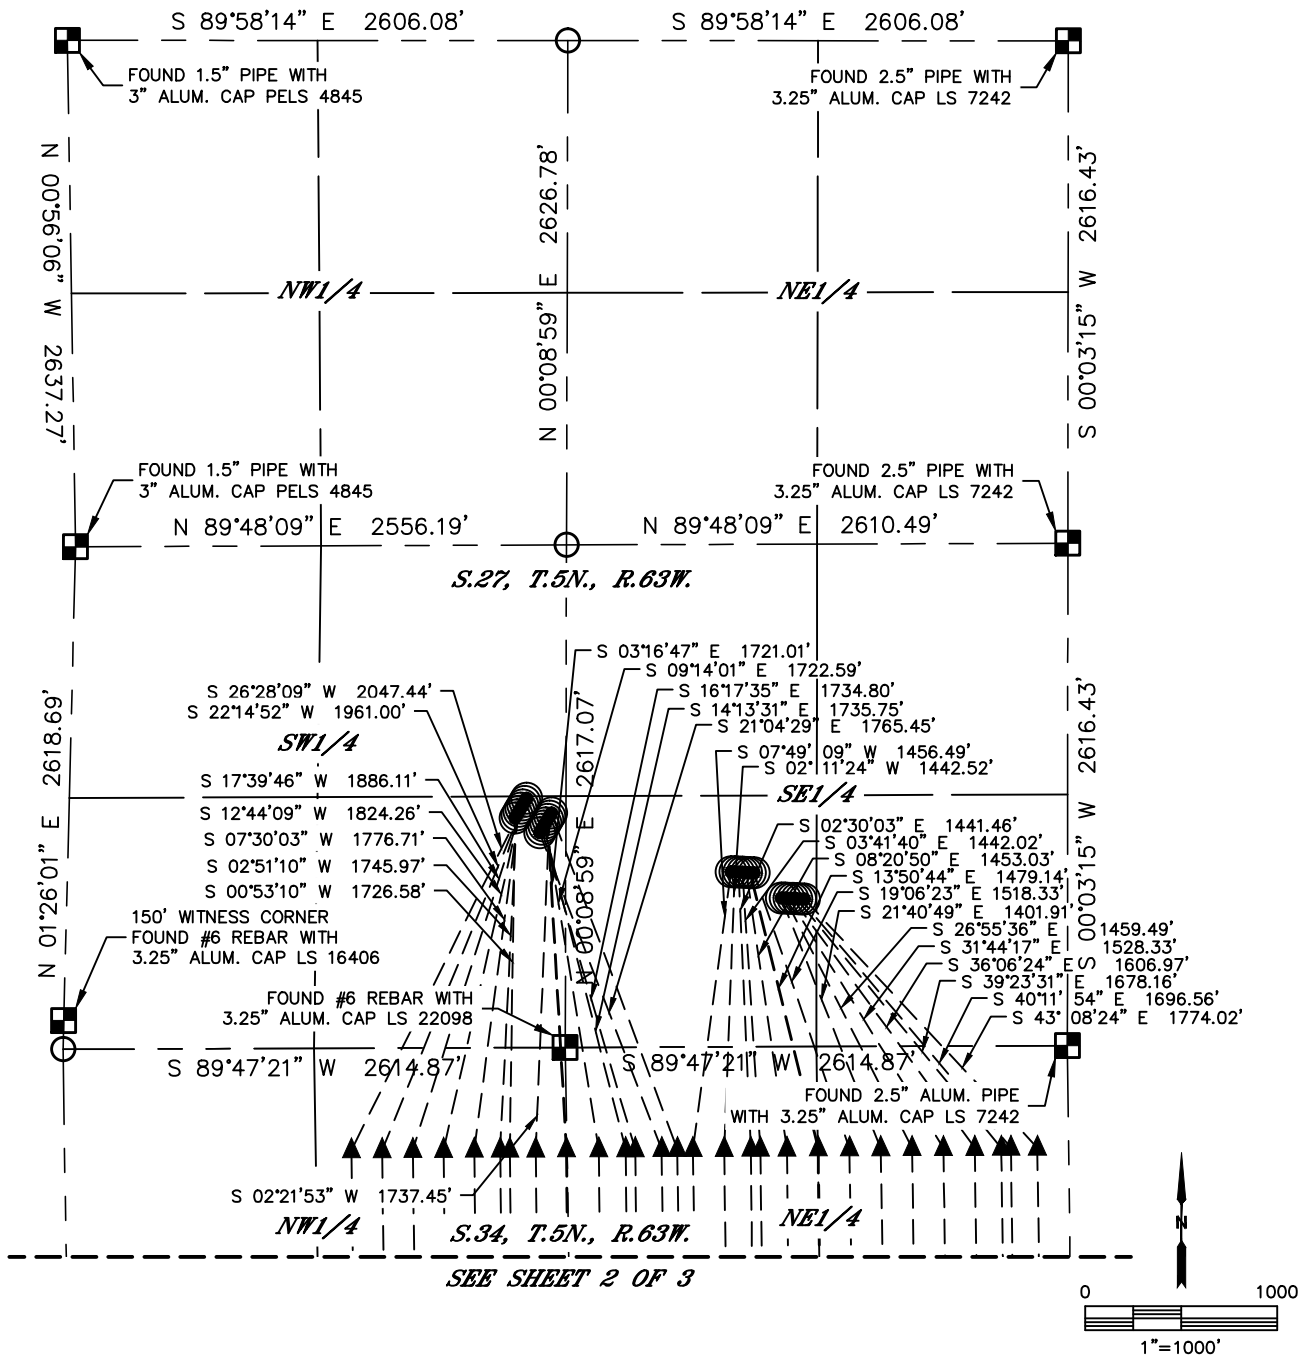 S 89°58'14" E 2606.08'
S 89°58'14" E 2606.08'
FOUND 1.5" PIPE WITH
3" ALUM. CAP PELS 4845
FOUND 2.5" PIPE WITH
3.25" ALUM. CAP LS 7242
N 00°56'06" W 2637.27'
N 00°08'59" E 2626.78'
S 00°03'15" W 2616.43'
NW1/4
NE1/4
FOUND 1.5" PIPE WITH
3" ALUM. CAP PELS 4845
FOUND 2.5" PIPE WITH
3.25" ALUM. CAP LS 7242
N 89°48'09" E 2556.19'
N 89°48'09" E 2610.49'
S.27, T.5N., R.63W.
N 01°26'01" E 2618.69'
N 00°08'59" E 2617.07'
S 00°03'15" W 2616.43'
S 26°28'09" W 2047.44'
S 22°14'52" W 1961.00'
SW1/4
S 17°39'46" W 1886.11'
S 12°44'09" W 1824.26'
S 07°30'03" W 1776.71'
S 02°51'10" W 1745.97'
S 00°53'10" W 1726.58'
S 03°16'47" E 1721.01'
S 09°14'01" E 1722.59'
S 16°17'35" E 1734.80'
S 14°13'31" E 1735.75'
S 21°04'29" E 1765.45'
S 07°49' 09" W 1456.49'
S 02° 11'24" W 1442.52'
SE1/4
S 02°30'03" E 1441.46'
S 03°41'40" E 1442.02'
S 08°20'50" E 1453.03'
S 13°50'44" E 1479.14'
S 19°06'23" E 1518.33'
S 21°40'49" E 1401.91'
S 26°55'36" E 1459.49'
S 31°44'17" E 1528.33'
S 36°06'24" E 1606.97'
S 39°23'31" E 1678.16'
S 40°11' 54" E 1696.56'
S 43° 08'24" E 1774.02'
150' WITNESS CORNER
FOUND #6 REBAR WITH
3.25" ALUM. CAP LS 16406
FOUND #6 REBAR WITH
3.25" ALUM. CAP LS 22098
S 89°47'21" W 2614.87'
S 89°47'21" W 2614.87'
FOUND 2.5" ALUM. PIPE
WITH 3.25" ALUM. CAP LS 7242
S 02°21'53" W 1737.45'
NW1/4
S.34, T.5N., R.63W.
NE1/4
N
SEE SHEET 2 OF 3
0 1000
1"=1000'